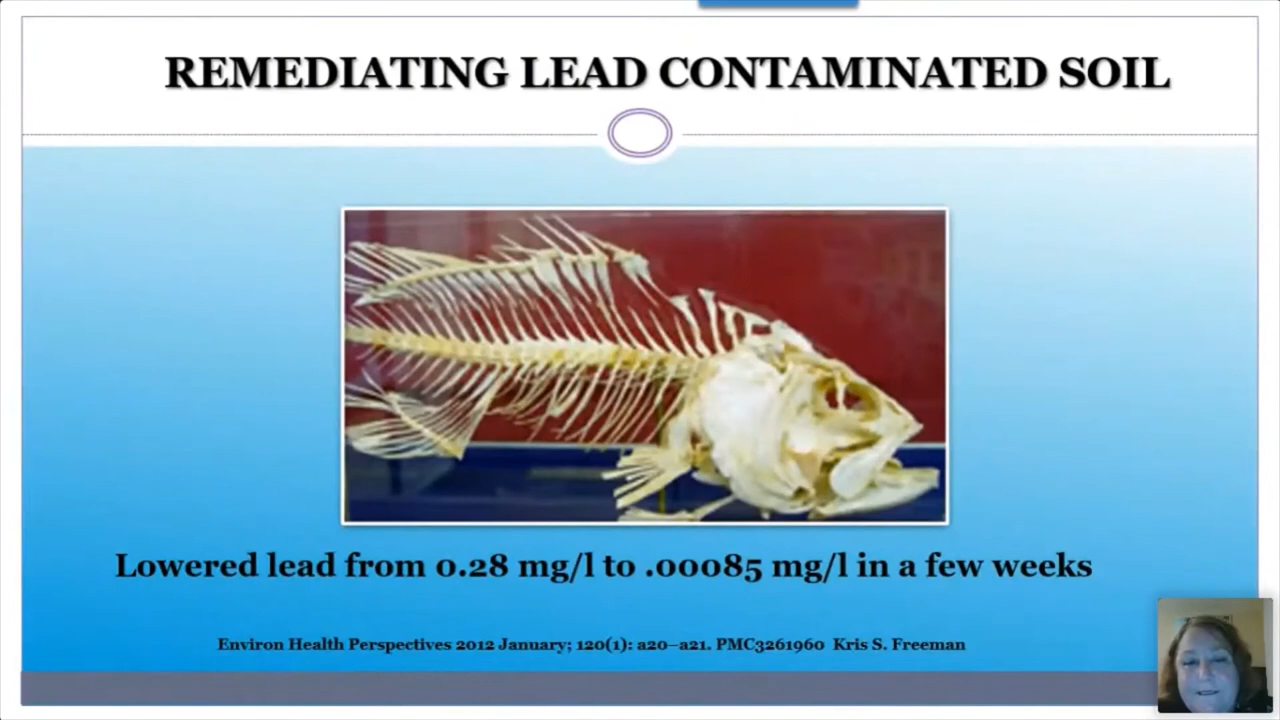 REMEDIATING LEAD CONTAMINATED SOIL
Lowered lead from 0.28 mg/l to .00085 mg/l in a few weeks
Environ Health Perspectives 2012 January; 120(1): a20–a21. PMC3261960 Kris S. Freeman